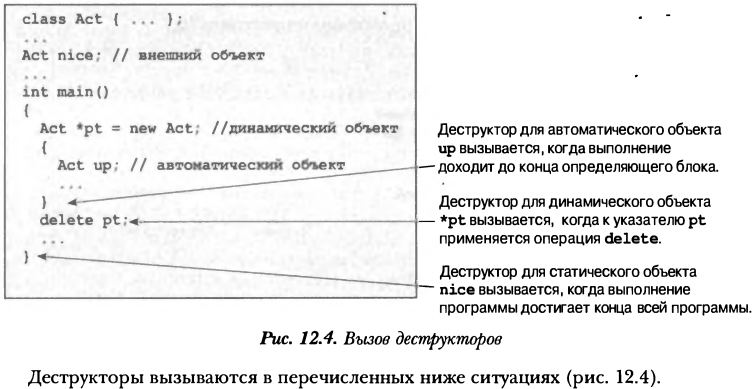 class Act { ... };
...
Act nice; // внешний объект
...
int main()
{
Act *pt = new Act; //динамический объект
{
Act up; // автоматический объект
...
}
delete pt;
...
}
Деструктор для автоматического объекта
up вызывается, когда выполнение
доходит до конца определяющего блока.
Деструктор для динамического объекта
*pt вызывается, когда к указателю pt
применяется операция delete.
Деструктор для статического объекта
nice вызывается, когда выполнение
программы достигает конца всей программы.
Рис. 12.4. Вызов деструкторов
Деструкторы вызываются в перечисленных ниже ситуациях (рис. 12.4).